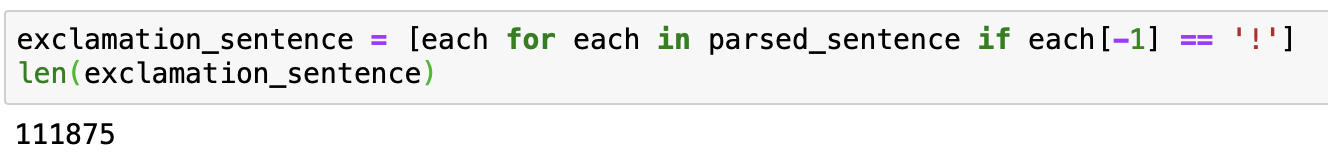 exclamation_sentence = [each for each in parsed_sentence if each[-1] == '!']
len(exclamation_sentence)
111875